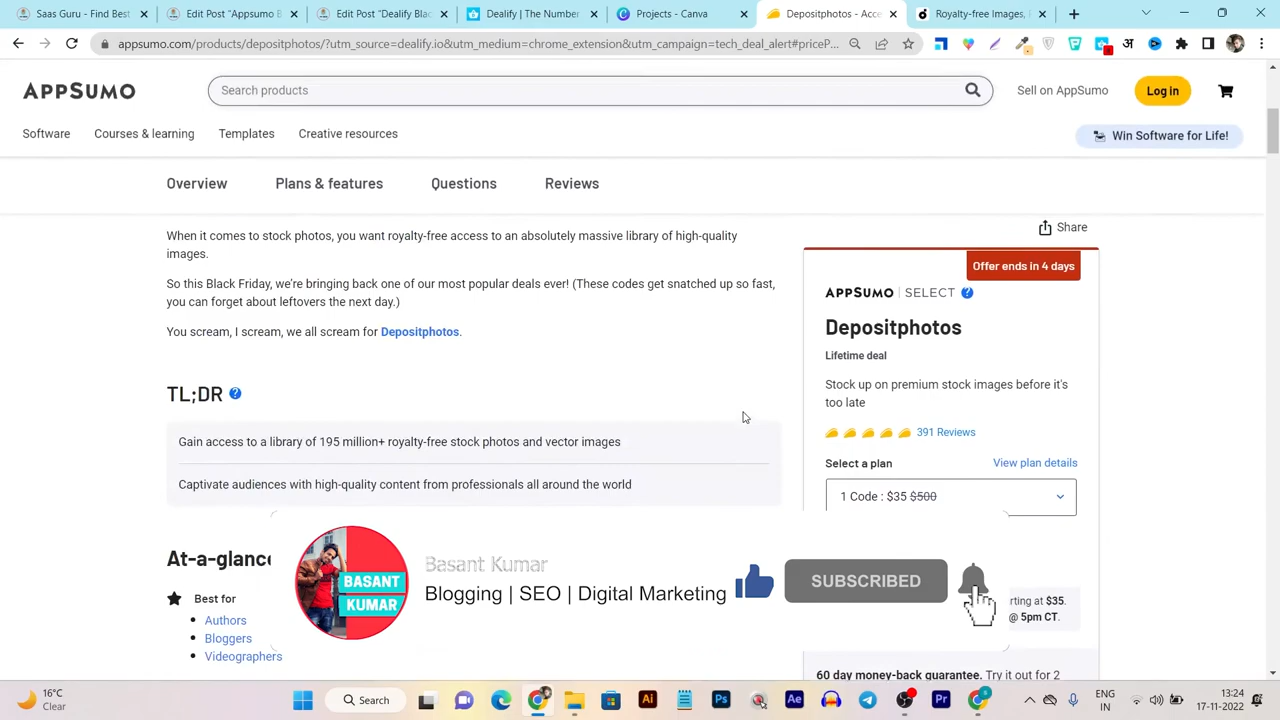 Edit "AppSumo - Find Best
Edit Post "Dealify Blac
Dealify | The Number
Projects - Canva
Depositphotos - Acce
Royalty-free Images, F
appsumo.com/products/depositphotos/?utm_source=dealify.io&utm_medium=chrome_extension&utm_campaign=tech_deal_alert#priceP...
APPSUMO
Search products
Sell on AppSumo
Log in
Software
Courses & learning
Templates
Creative resources
Win Software for Life!
Overview
Plans & features
Questions
Reviews
When it comes to stock photos, you want royalty-free access to an absolutely massive library of high-quality
images.
So this Black Friday, we're bringing back one of our most popular deals ever! (These codes get snatched up so fast,
you can forget about leftovers the next day.)
You scream, I scream, we all scream for Depositphotos.
TL;DR ?
Gain access to a library of 195 million+ royalty-free stock photos and vector images
Captivate audiences with high-quality content from professionals all around the world
At-a-glance
Best for
Authors
Bloggers
Videographers
Share
Offer ends in 4 days
APPSUMO | SELECT ?
Depositphotos
Lifetime deal
Stock up on premium stock images before it's
too late
391 Reviews
Select a plan
View plan details
1 Code : $35 $500
rting at $35.
@ 5pm CT.
60 day money-back guarantee. Try it out for 2
BASANT
KUMAR
Basant Kumar
Blogging | SEO | Digital Marketing
SUBSCRIBED
16°C
Clear
Search
ENG
IN
13:24
17-11-2022